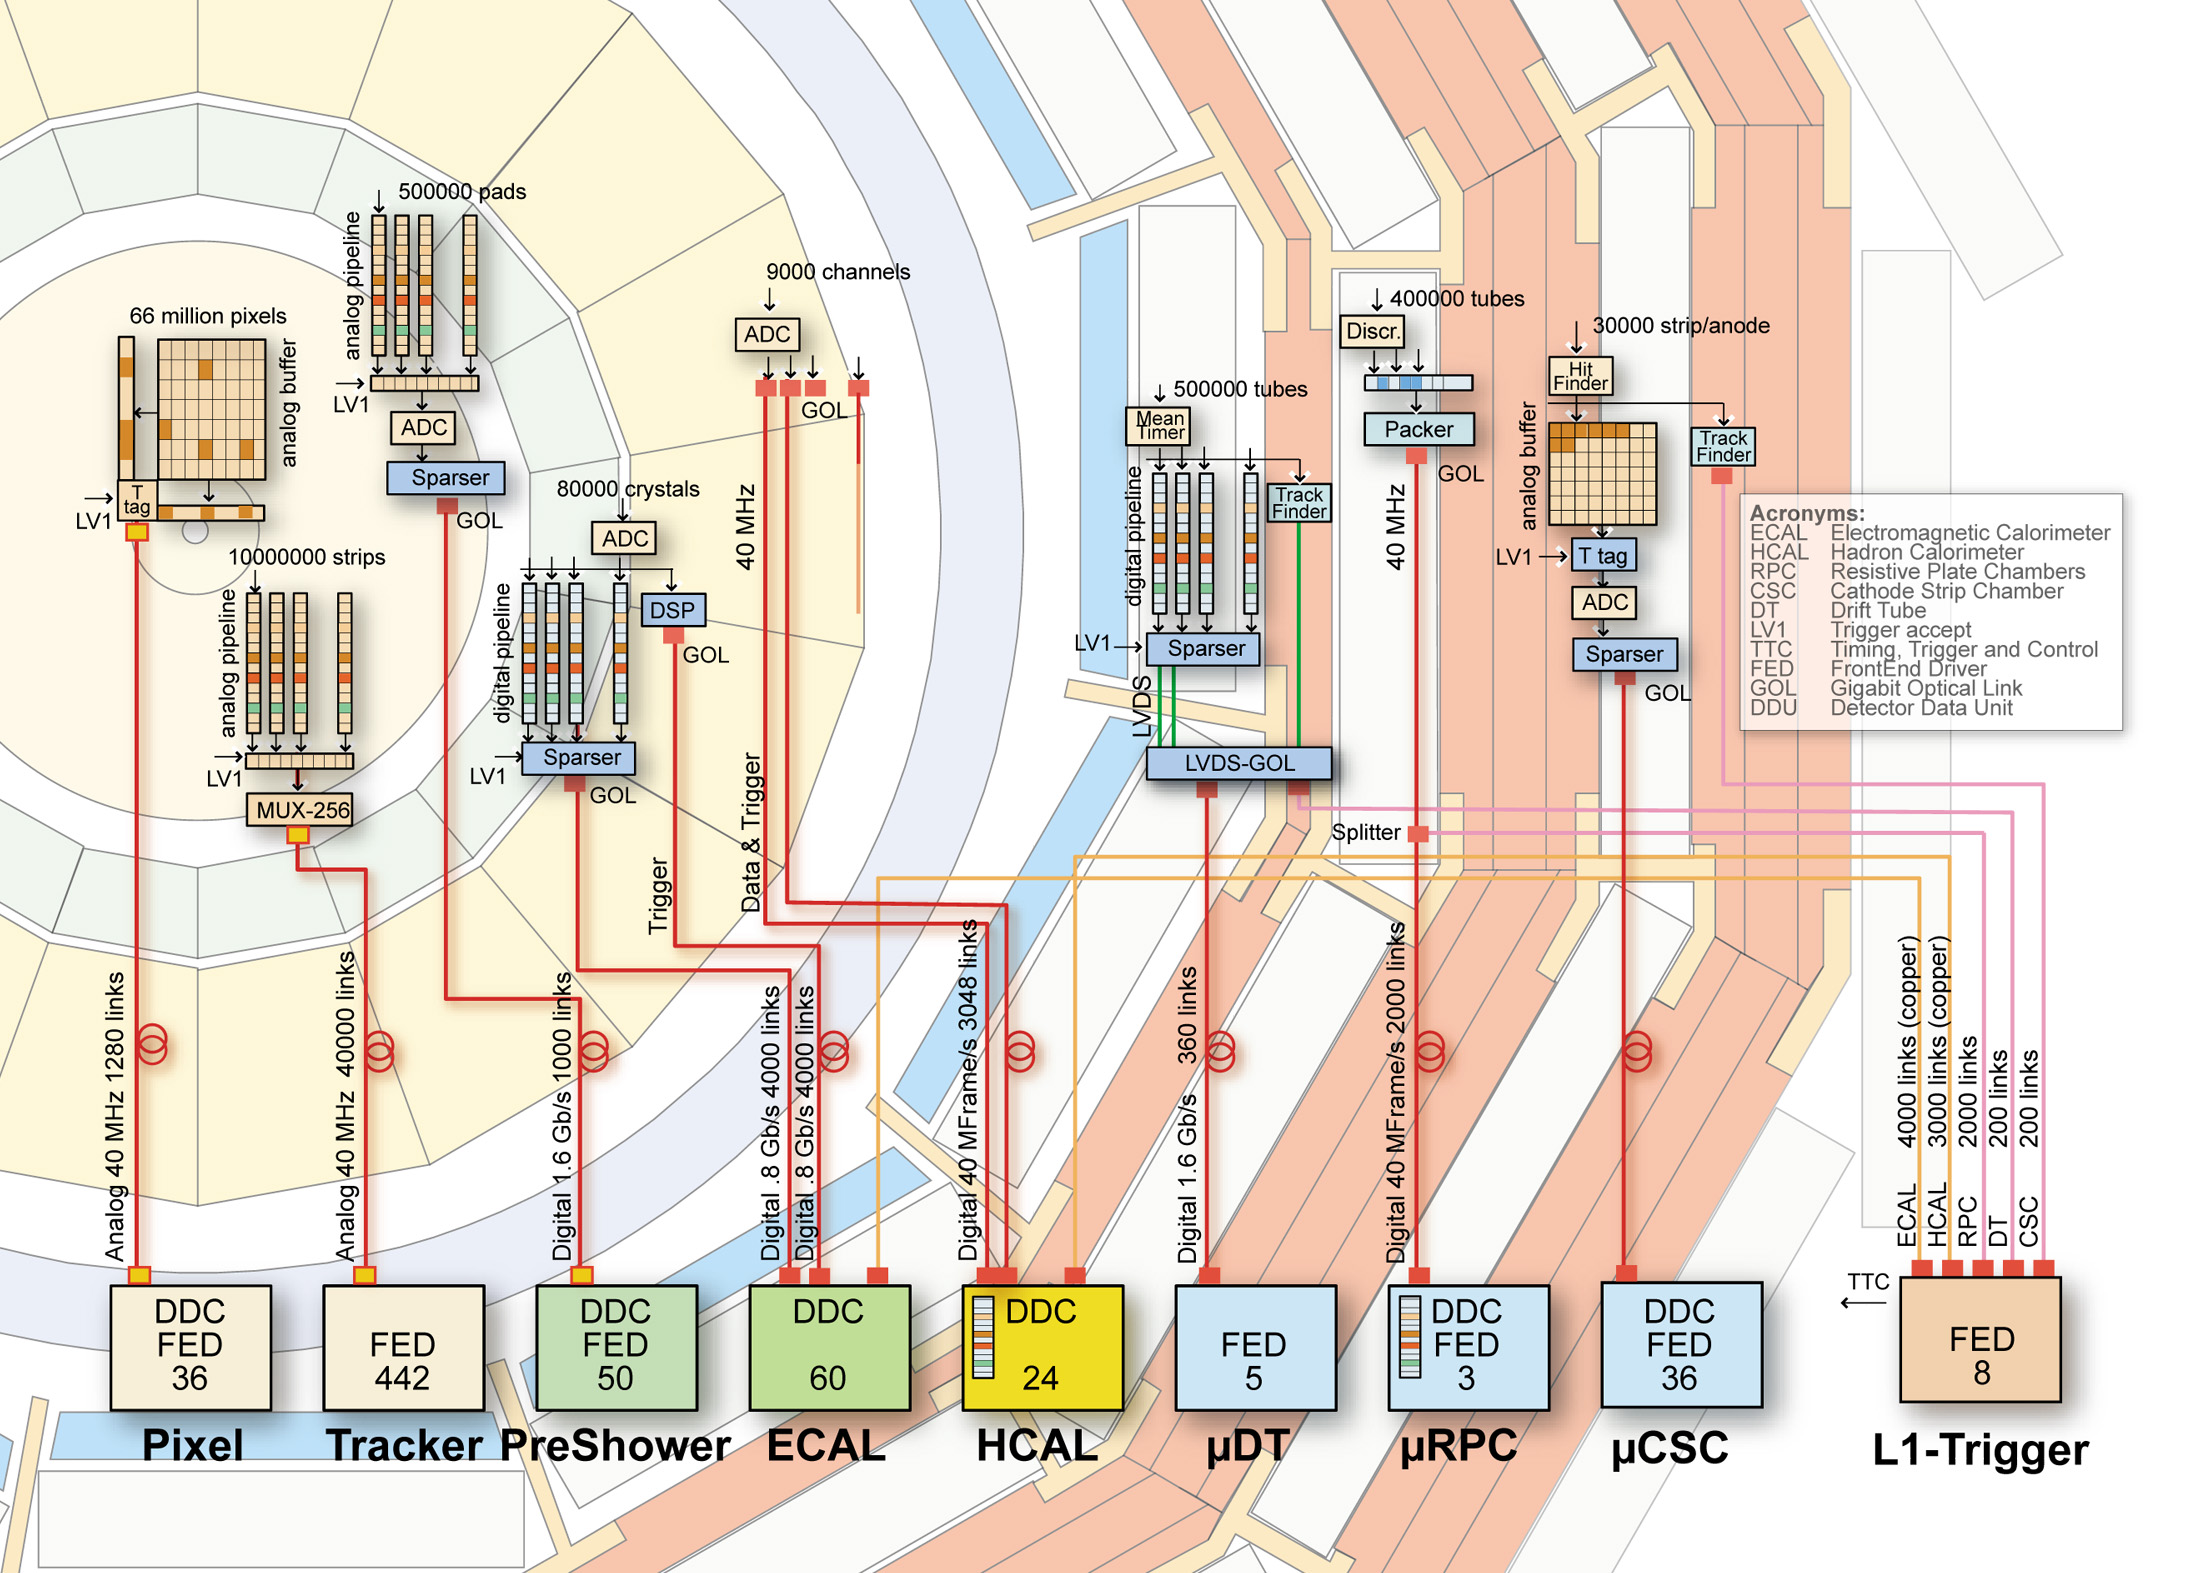 500000 pads
analog pipeline
LV1
ADC
Sparser
GOL
66 million pixels
analog buffer
T
tag
LV1
10000000 strips
analog pipeline
LV1
MUX-256
80000 crystals
ADC
digital pipeline
DSP
GOL
Sparser
LV1
GOL
Trigger
9000 channels
ADC
GOL
40 MHz
Data & Trigger
500000 tubes
Mean
Timer
digital pipeline
Track
Finder
LV1
Sparser
LVDS
LVDS-GOL
400000 tubes
Discr.
Packer
GOL
40 MHz
Splitter
30000 strip/anode
Hit
Finder
analog buffer
Track
Finder
LV1
T tag
ADC
Sparser
GOL
Acronyms:
ECAL Electromagnetic Calorimeter
HCAL Hadron Calorimeter
RPC Resistive Plate Chambers
CSC Cathode Strip Chamber
DT Drift Tube
LV1 Trigger accept
TTC Timing, Trigger and Control
FED FrontEnd Driver
GOL Gigabit Optical Link
DDU Detector Data Unit
Analog 40 MHz 1280 links
Analog 40 MHz 40000 links
Digital 1.6 Gb/s 1000 links
Digital .8 Gb/s 4000 links
Digital .8 Gb/s 4000 links
Digital 40 MFrame/s 3048 links
Digital 1.6 Gb/s 360 links
Digital 40 MFrame/s 2000 links
ECAL 4000 links (copper)
HCAL 3000 links (copper)
RPC 2000 links
DT 200 links
CSC 200 links
TTC
DDC
FED
36
FED
442
DDC
FED
50
DDC
60
DDC
24
FED
5
DDC
FED
3
DDC
FED
36
FED
8
Pixel
Tracker
PreShower
ECAL
HCAL
µDT
µRPC
µCSC
L1-Trigger